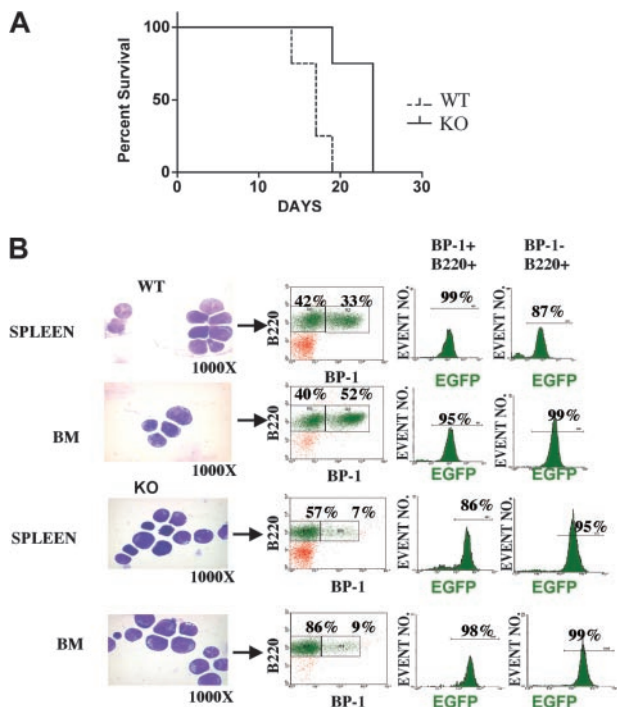 A
Percent Survival
100
50
0
0 10 20 30
DAYS
WT
KO
B
BP-1+
B220+
BP-1-
B220+
WT
SPLEEN
1000X
B220
42% 33%
BP-1
EVENT NO.
99%
EGFP
EVENT NO.
87%
EGFP
BM
1000X
B220
40% 52%
BP-1
EVENT NO.
95%
EGFP
EVENT NO.
99%
EGFP
KO
SPLEEN
1000X
B220
57% 7%
BP-1
EVENT NO.
86%
EGFP
EVENT NO.
95%
EGFP
BM
1000X
B220
86% 9%
BP-1
EVENT NO.
98%
EGFP
EVENT NO.
99%
EGFP